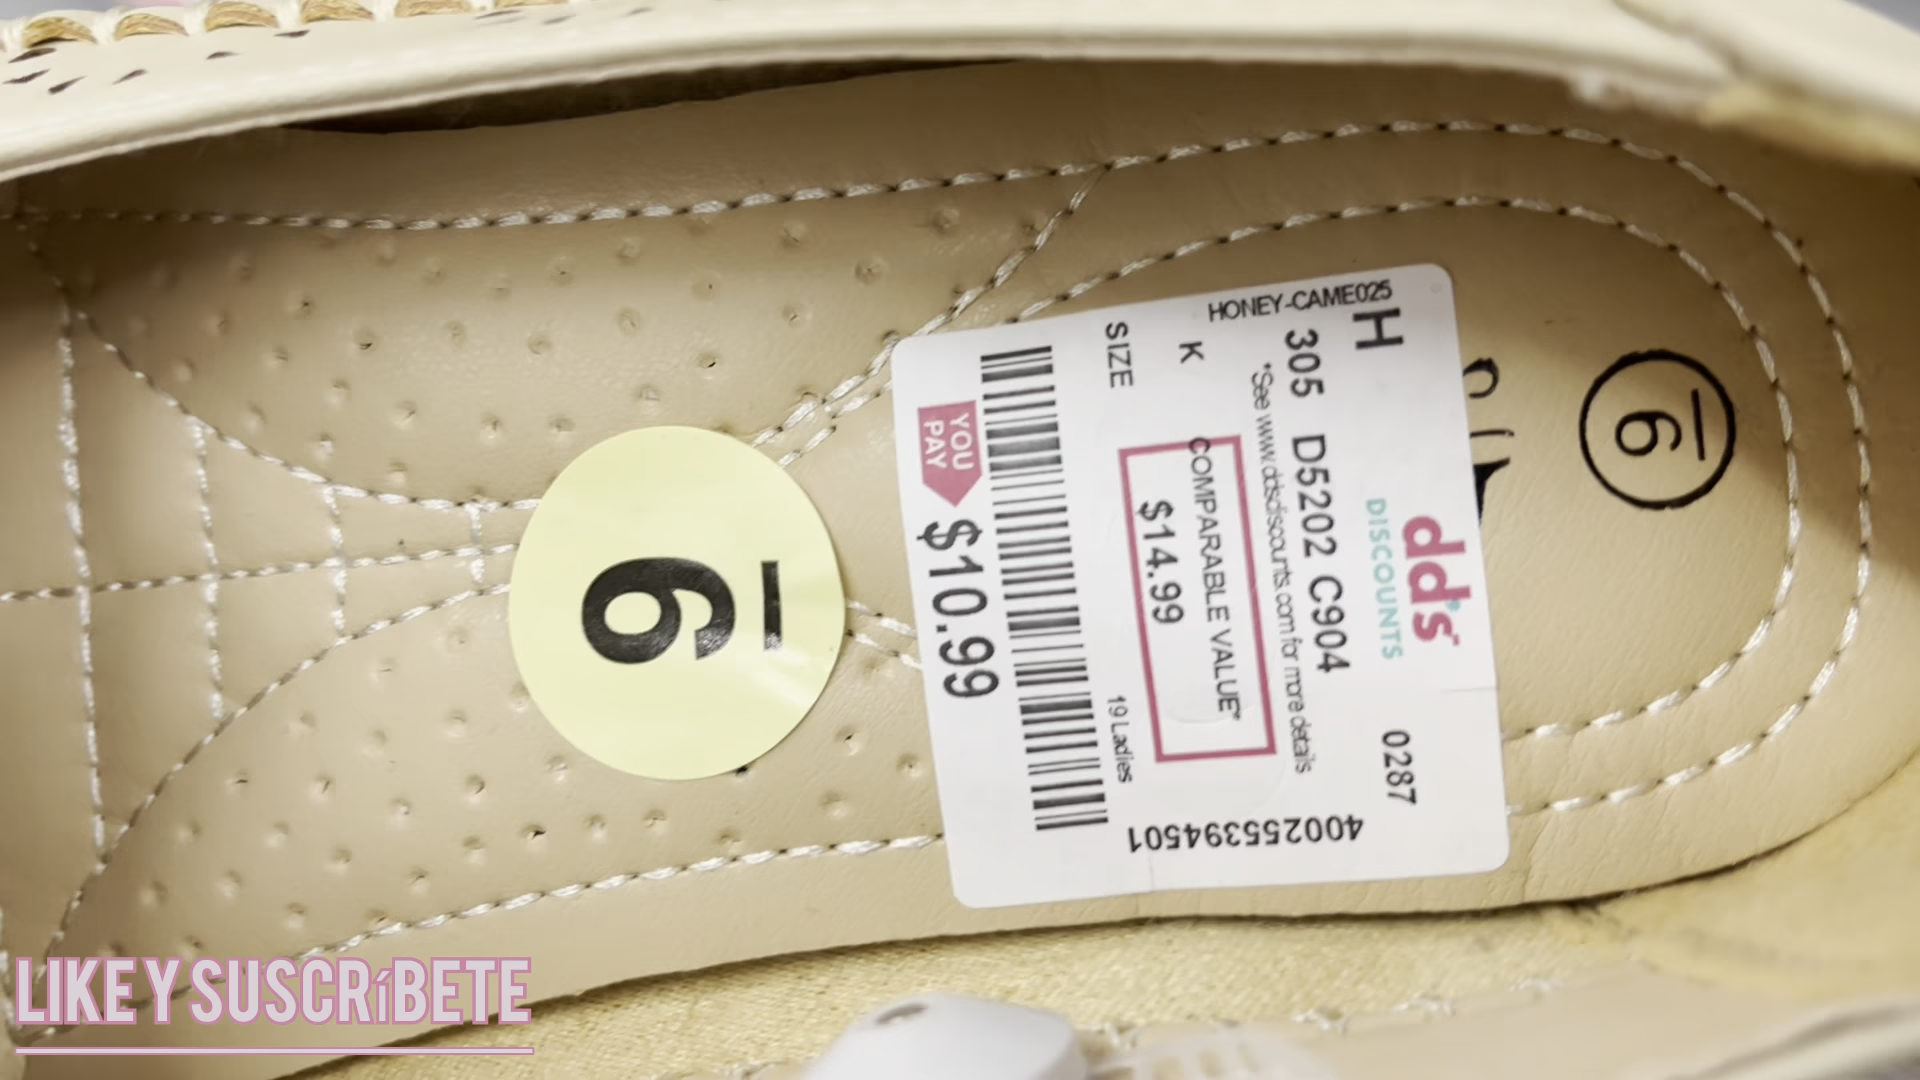 dd's
DISCOUNTS
H
0287
HONEY-CAME025
305 D5202 C904
*See www.ddsdiscounts.com for more details
K
COMPARABLE VALUE*
$14.99
SIZE
19 Ladies
YOU
PAY
$10.99
400255394501
6
6
LIKE Y SUSCRíBETE